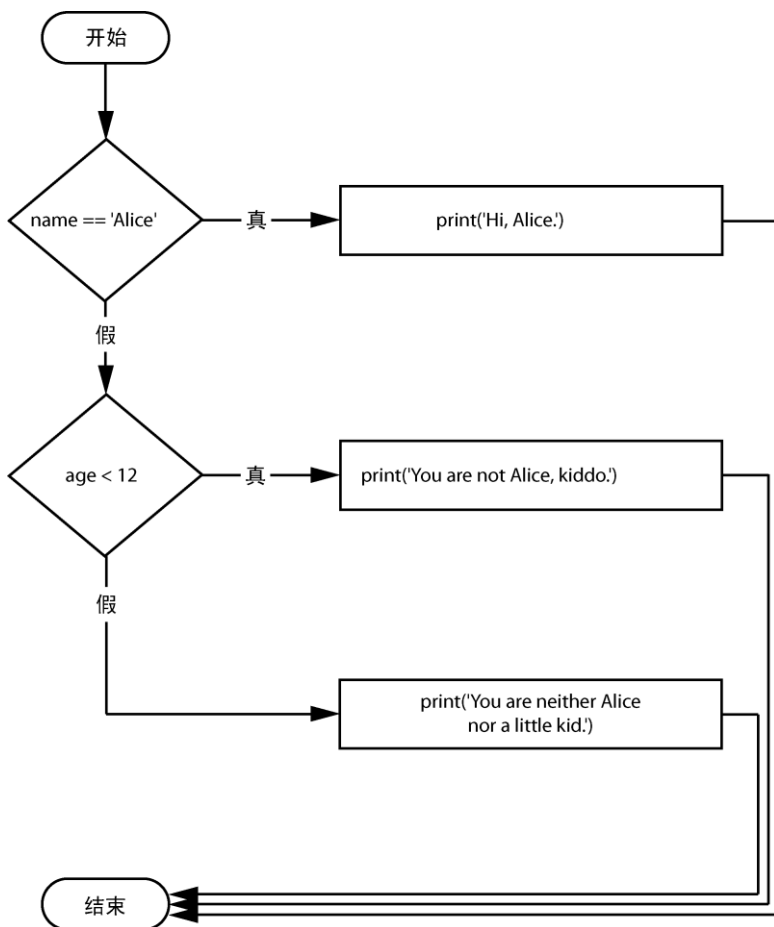 开始
name == 'Alice'
真
print('Hi, Alice.')
假
age < 12
真
print('You are not Alice, kiddo.')
假
print('You are neither Alice
nor a little kid.')
结束